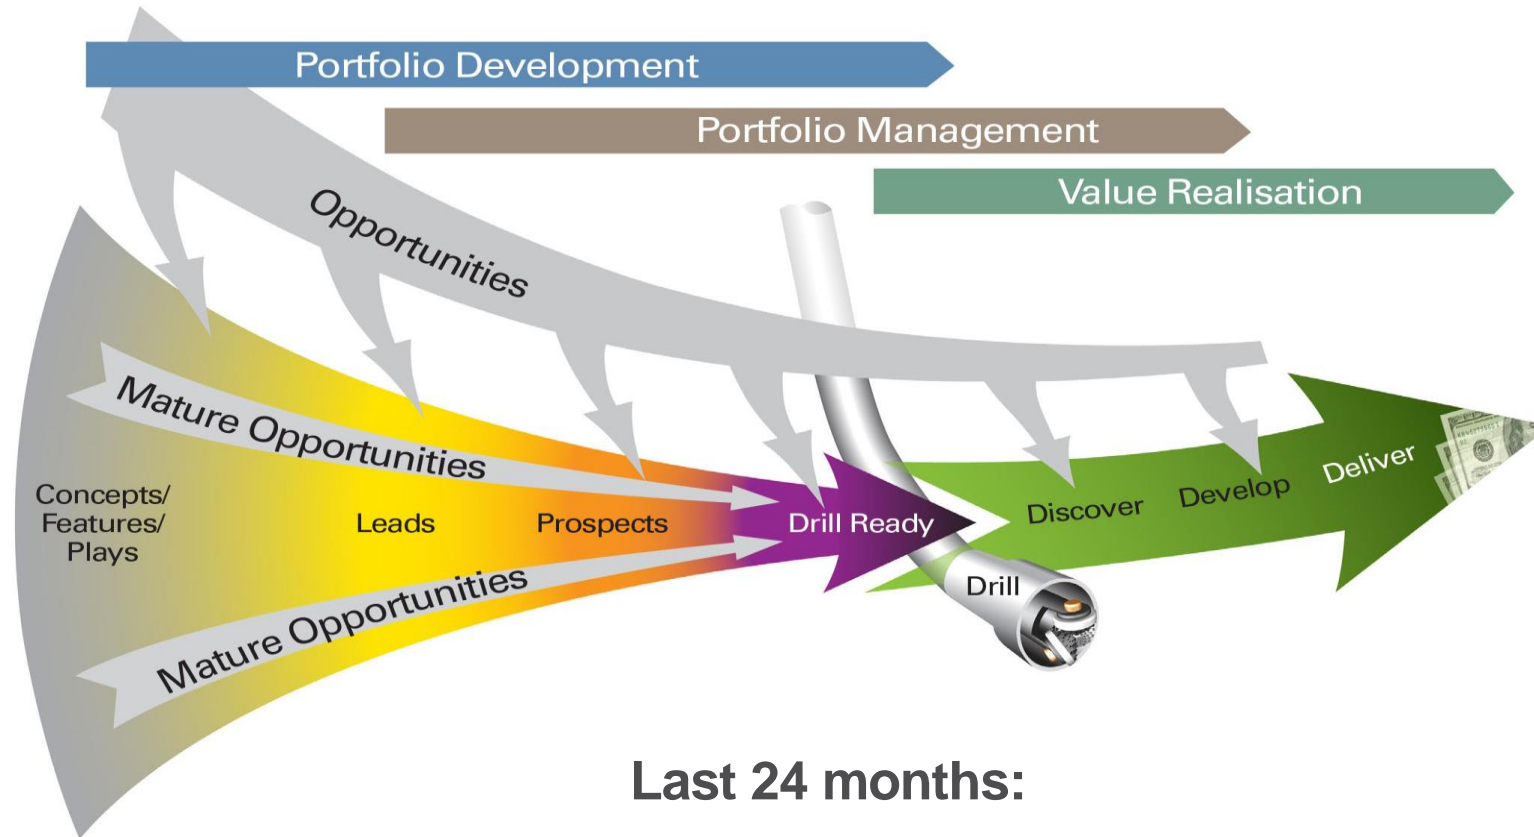 Portfolio Development
Portfolio Management
Value Realisation
Opportunities
Mature Opportunities
Concepts/
Features/
Plays
Leads
Prospects
Drill Ready
Discover
Develop
Deliver
Drill
Mature Opportunities
Last 24 months: